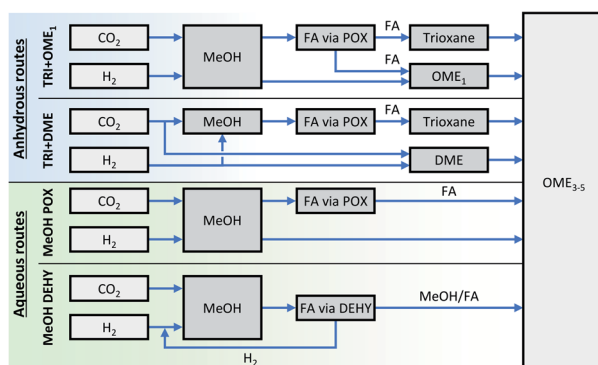 Anhydrous routes
TRI+OME₁
CO₂
H₂
MeOH
FA via POX
FA
Trioxane
FA
OME₁
TRI+DME
CO₂
H₂
MeOH
FA via POX
FA
Trioxane
DME
Aqueous routes
MeOH POX
CO₂
H₂
MeOH
FA via POX
FA
MeOH DEHY
CO₂
H₂
MeOH
FA via DEHY
MeOH/FA
H₂
OME₃₋₅